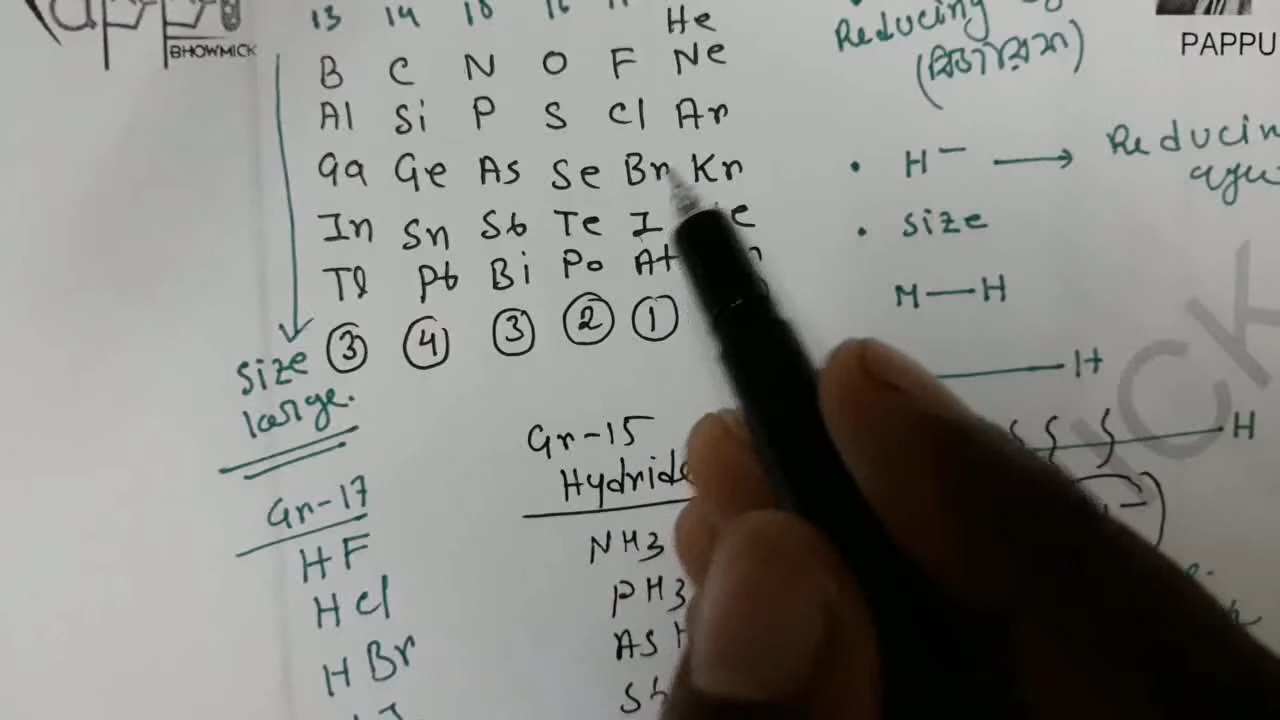 BHOWMICK
13 14 15 16
He
B C N O F Ne
Al Si P S Cl Ar
Ga Ge As Se Br Kr
In Sn Sb Te I
Tl Pb Bi Po At
3 4 3 2 1
Size
large.
Gr-17
HF
HCl
HBr
Gr-15
Hydride
NH3
PH3
As H
Sb
Reducing
(বিজারক)
PAPPU
• H⁻ → Reducing
• Size
M—H
H
H